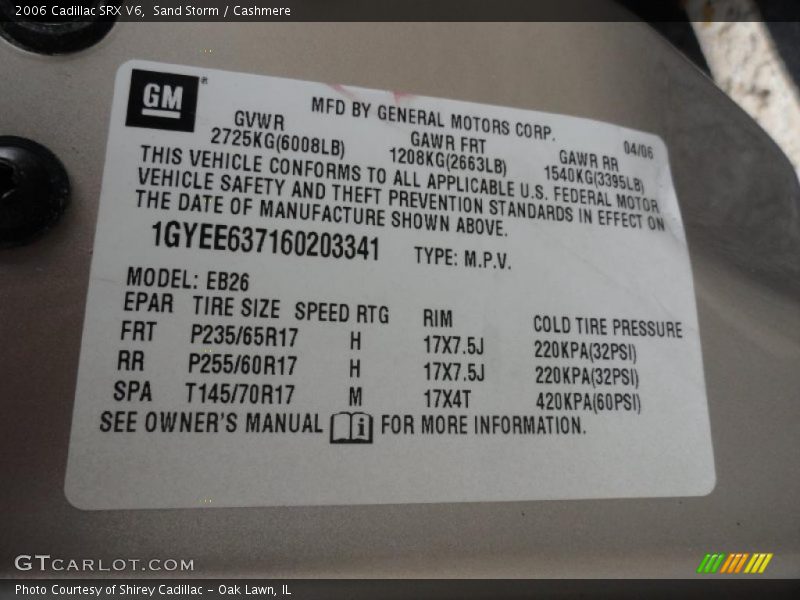 2006 Cadillac SRX V6,  Sand Storm / Cashmere
GM
MFD BY GENERAL MOTORS CORP.
04/06
GVWR GAWR FRT GAWR RR
2725KG(6008LB) 1208KG(2663LB) 1540KG(3395LB)
THIS VEHICLE CONFORMS TO ALL APPLICABLE U.S. FEDERAL MOTOR
VEHICLE SAFETY AND THEFT PREVENTION STANDARDS IN EFFECT ON
THE DATE OF MANUFACTURE SHOWN ABOVE.
1GYEE637160203341 TYPE: M.P.V.
MODEL: EB26
EPAR TIRE SIZE SPEED RTG RIM COLD TIRE PRESSURE
FRT P235/65R17 H 17X7.5J 220KPA(32PSI)
RR P255/60R17 H 17X7.5J 220KPA(32PSI)
SPA T145/70R17 M 17X4T 420KPA(60PSI)
SEE OWNER'S MANUAL i FOR MORE INFORMATION.
GTCARLOT.COM
Photo Courtesy of Shirey Cadillac - Oak Lawn, IL